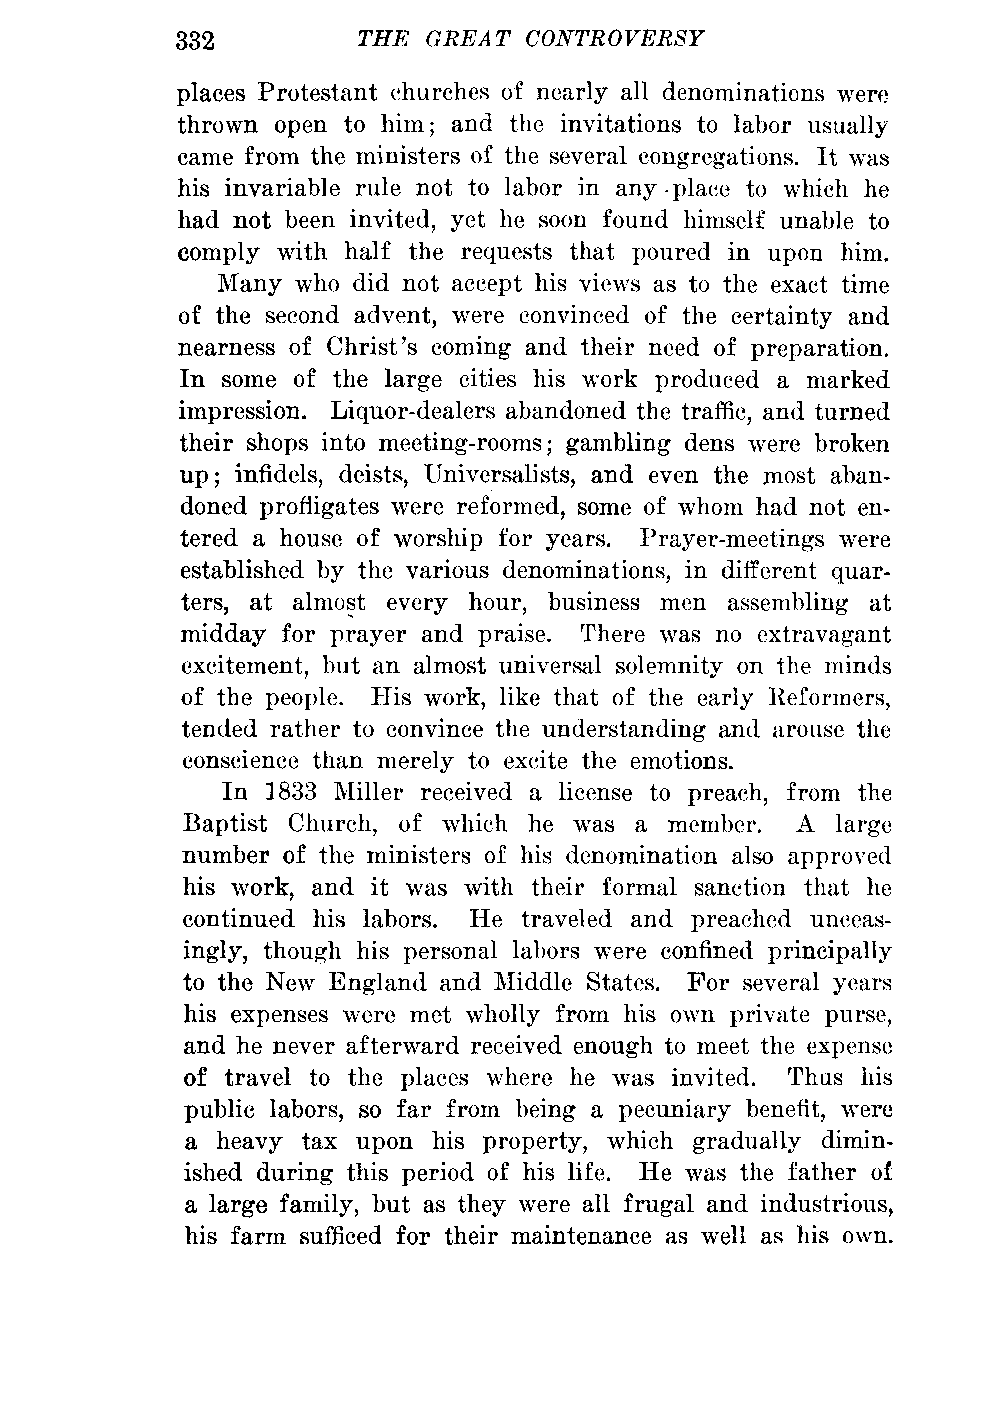 332 THE GREAT CONTROVERSY
places Protestant churches of nearly all denominations were
thrown open to him; and the invitations to labor usually
came from the ministers of the several congregations. It was
his invariable rule not to labor in any place to which he
had not been invited, yet he soon found himself unable to
comply with half the requests that poured in upon him.
Many who did not accept his views as to the exact time
of the second advent, were convinced of the certainty and
nearness of Christ's coming and their need of preparation.
In some of the large cities his work produced a marked
impression. Liquor-dealers abandoned the traffic, and turned
their shops into meeting-rooms; gambling dens were broken
up; infidels, deists, Universalists, and even the most aban-
doned profligates were reformed, some of whom had not en-
tered a house of worship for years. Prayer-meetings were
established by the various denominations, in different quar-
ters, at almost every hour, business men assembling at
midday for prayer and praise. There was no extravagant
excitement, but an almost universal solemnity on the minds
of the people. His work, like that of the early Reformers,
tended rather to convince the understanding and arouse the
conscience than merely to excite the emotions.
In 1833 Miller received a license to preach, from the
Baptist Church, of which he was a member. A large
number of the ministers of his denomination also approved
his work, and it was with their formal sanction that he
continued his labors. He traveled and preached unceas-
ingly, though his personal labors were confined principally
to the New England and Middle States. For several years
his expenses were met wholly from his own private purse,
and he never afterward received enough to meet the expense
of travel to the places where he was invited. Thus his
public labors, so far from being a pecuniary benefit, were
a heavy tax upon his property, which gradually dimin-
ished during this period of his life. He was the father of
a large family, but as they were all frugal and industrious,
his farm sufficed for their maintenance as well as his own.